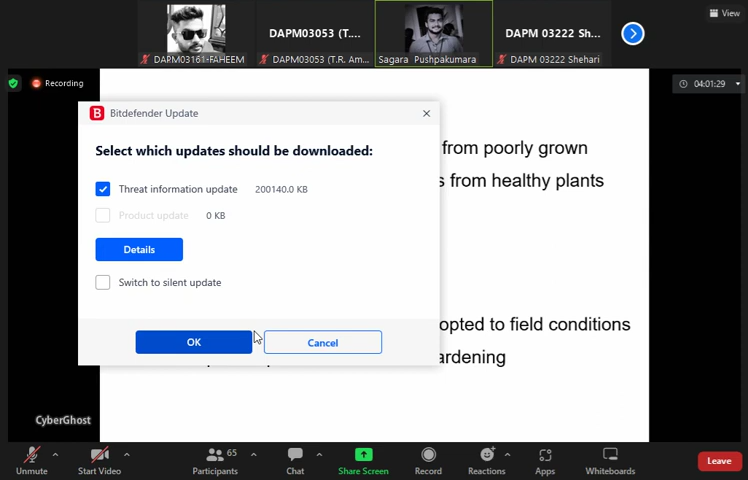 View
DAPM03053 (T....
DAPM 03222 Sh...
DAPM03161-FAHEEM
DAPM03053 (T.R. Am...
Sagara Pushpakumara
DAPM 03222 Shehari
Recording
04:01:29
B
Bitdefender Update
Select which updates should be downloaded:
from poorly grown
Threat information update 200140.0 KB
s from healthy plants
Product update 0 KB
Details
Switch to silent update
opted to field conditions
OK
Cancel
ardening
CyberGhost
65
Unmute
Start Video
Participants
Chat
Share Screen
Record
Reactions
Apps
Whiteboards
Leave